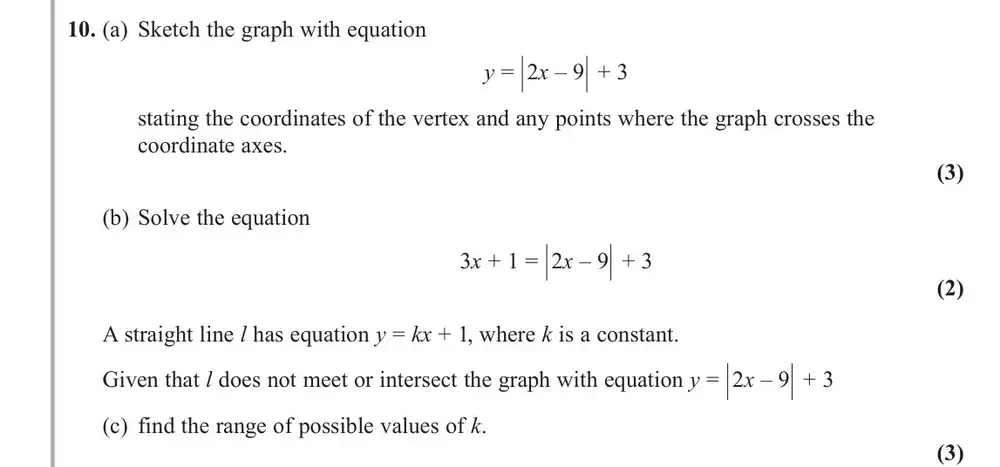 10. (a) Sketch the graph with equation
y = |2x – 9| + 3
stating the coordinates of the vertex and any points where the graph crosses the
coordinate axes.
(3)
(b) Solve the equation
3x + 1 = |2x – 9| + 3
(2)
A straight line l has equation y = kx + 1, where k is a constant.
Given that l does not meet or intersect the graph with equation y = |2x – 9| + 3
(c) find the range of possible values of k.
(3)